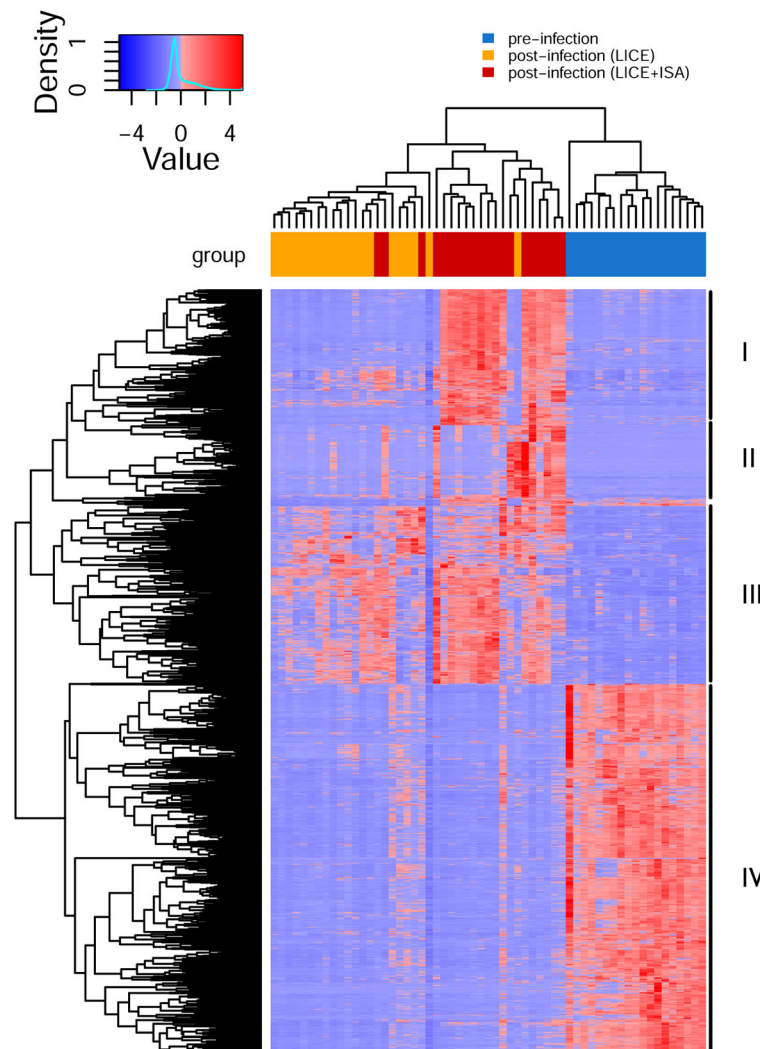 Density
0 1
−4 0 4
Value
pre−infection
post−infection (LICE)
post−infection (LICE+ISA)
group
I
II
III
IV